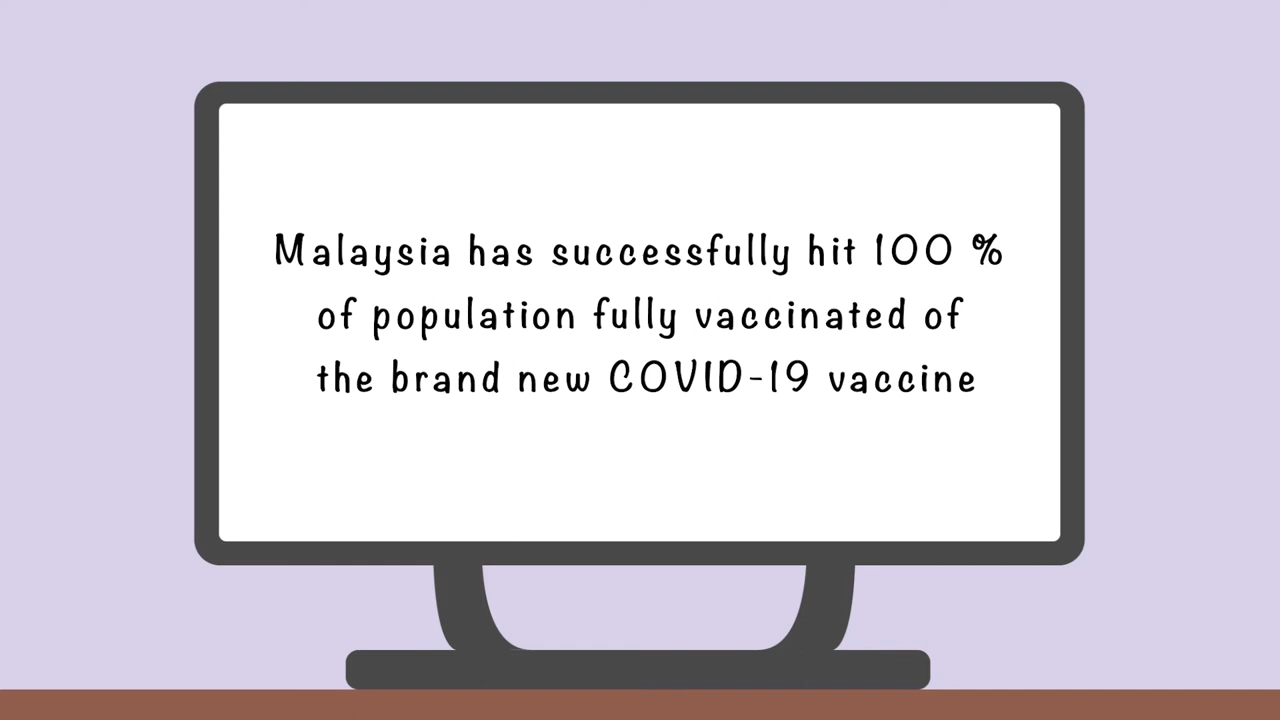 Malaysia has successfully hit 100 %
of population fully vaccinated of
the brand new COVID-19 vaccine